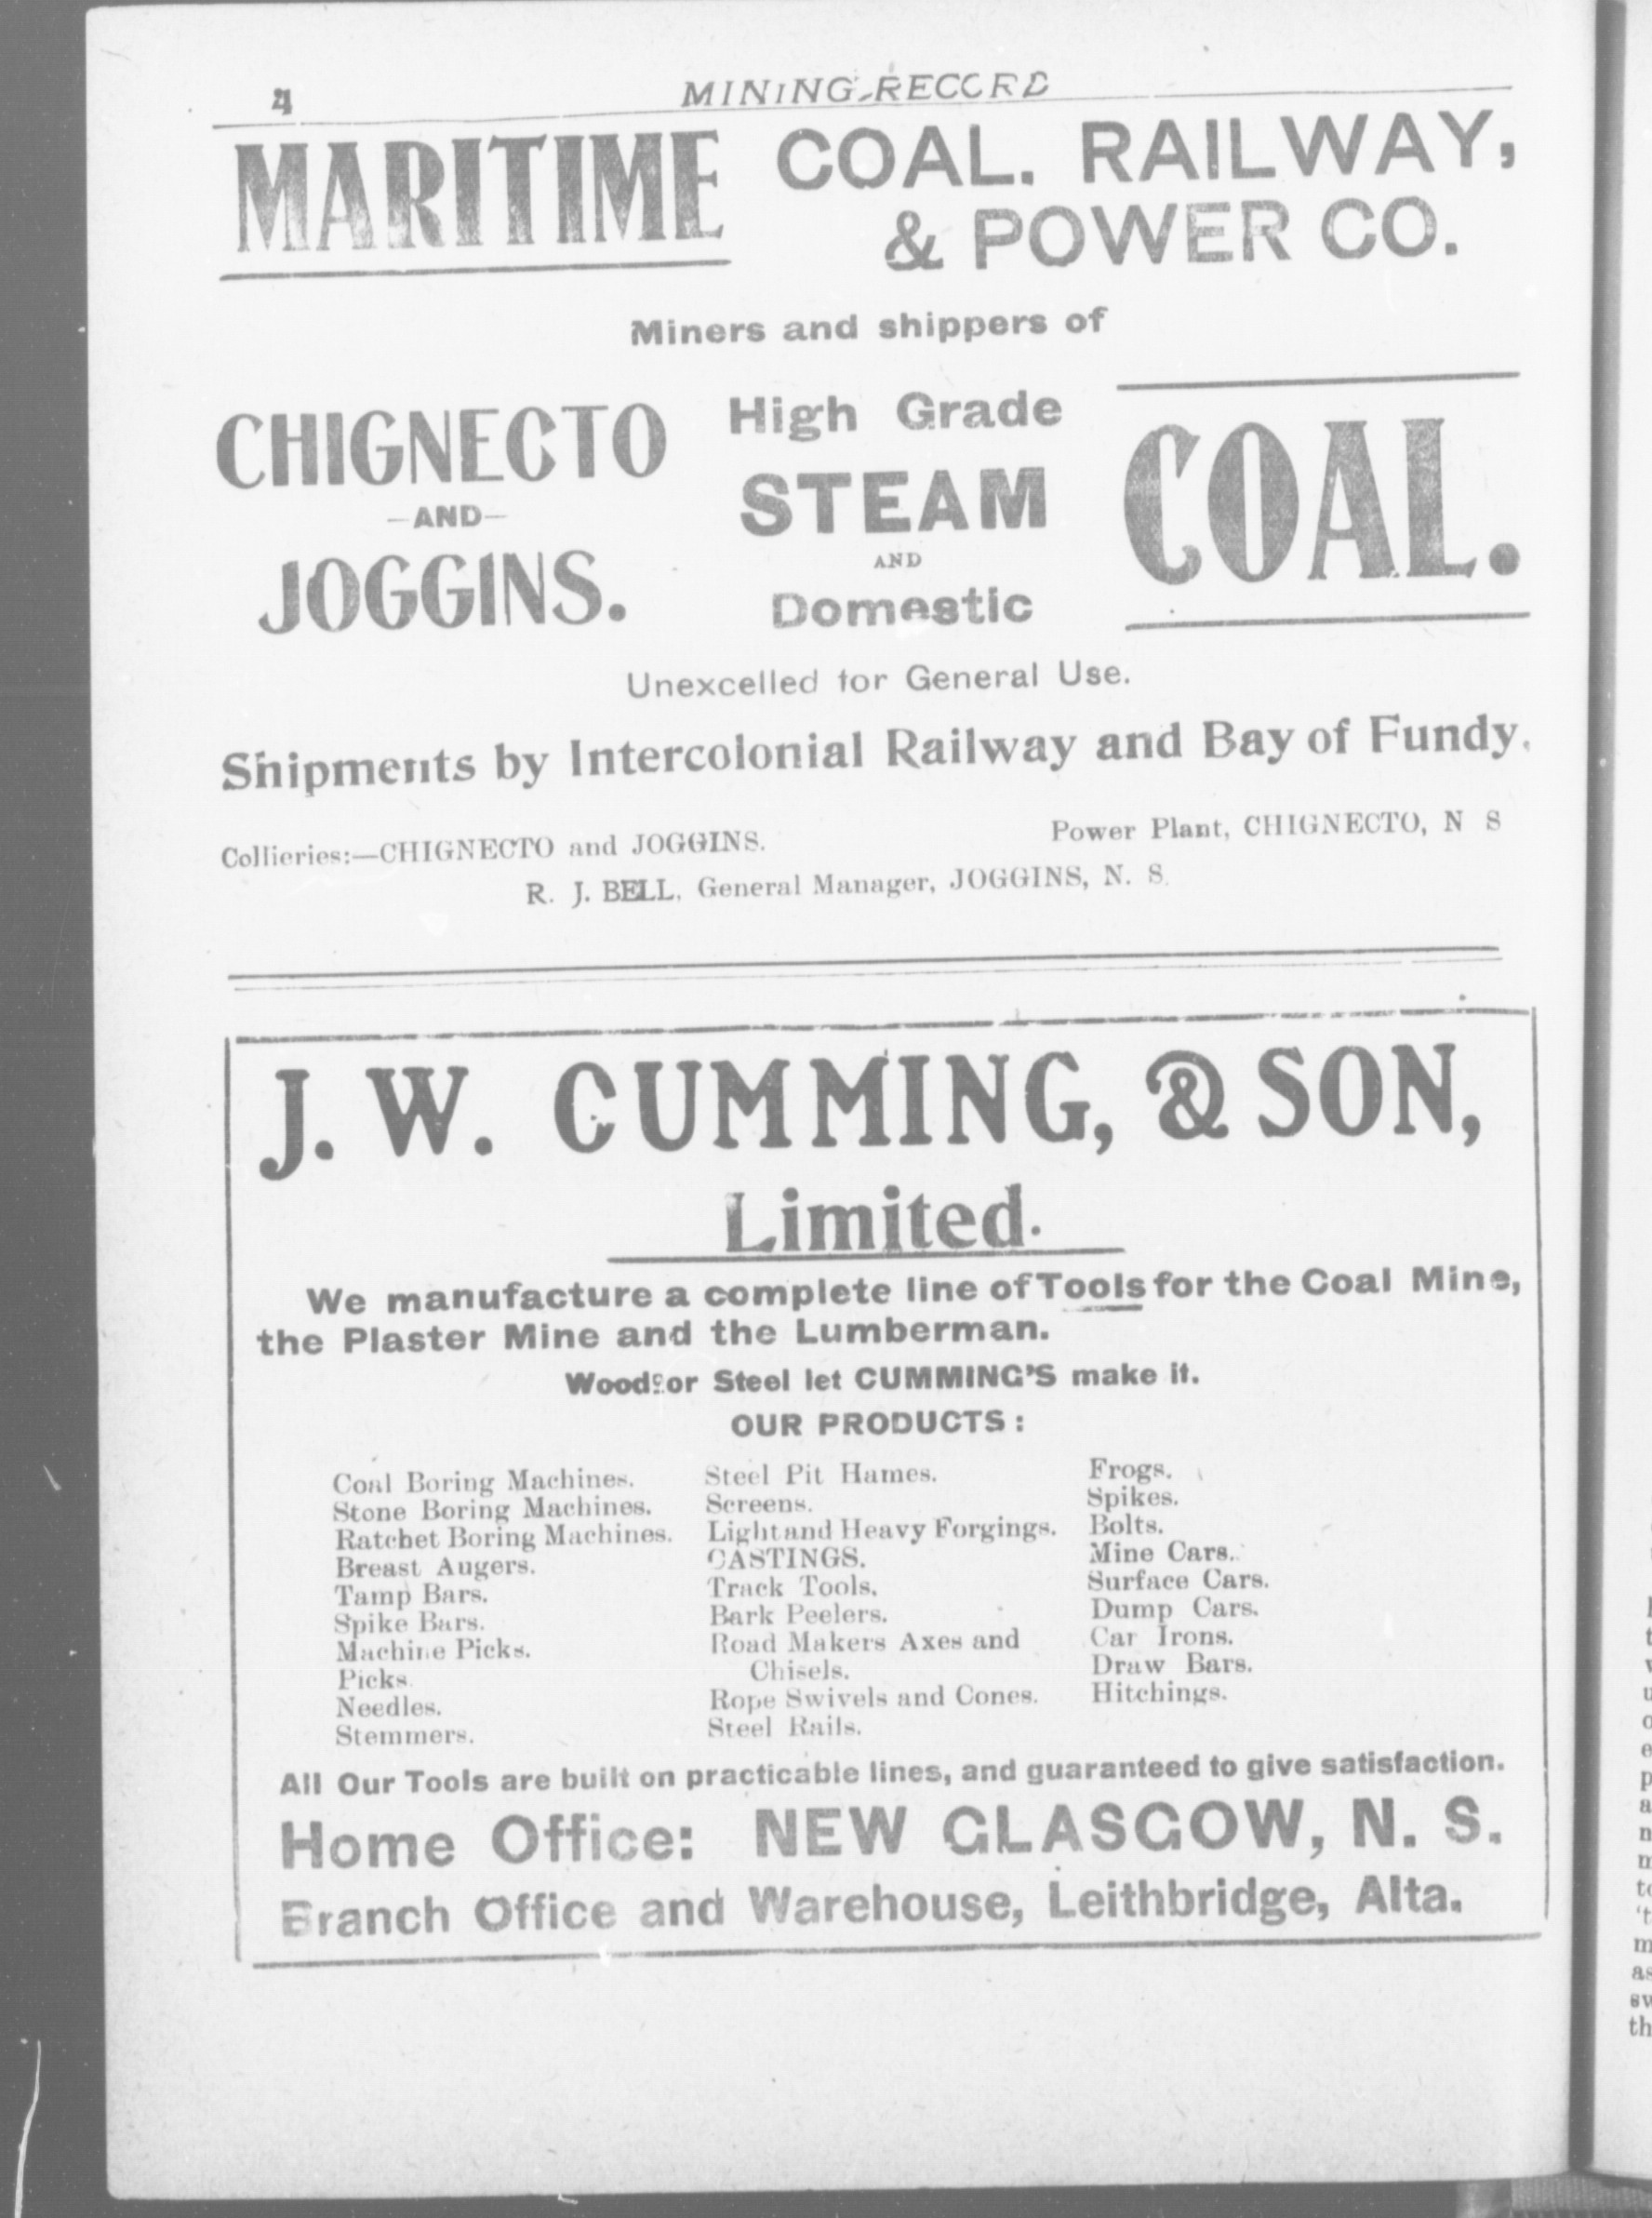 4
MINING RECORD
MARITIME COAL. RAILWAY,
& POWER CO.
Miners and shippers of
CHIGNECTO
—AND—
JOGGINS.
High Grade
STEAM
AND
Domestic
COAL.
Unexcelled for General Use.
Shipments by Intercolonial Railway and Bay of Fundy.
Collieries:—CHIGNECTO and JOGGINS.
Power Plant, CHIGNECTO, N S
R. J. BELL, General Manager, JOGGINS, N. S.
J. W. CUMMING, & SON,
Limited.
We manufacture a complete line of Tools for the Coal Mine,
the Plaster Mine and the Lumberman.
Wood or Steel let CUMMING'S make it.
OUR PRODUCTS:
Coal Boring Machines.
Stone Boring Machines.
Ratchet Boring Machines.
Breast Augers.
Tamp Bars.
Spike Bars.
Machine Picks.
Picks.
Needles.
Stemmers.
Steel Pit Hames.
Screens.
Light and Heavy Forgings.
CASTINGS.
Track Tools.
Bark Peelers.
Road Makers Axes and
Chisels.
Rope Swivels and Cones.
Steel Rails.
Frogs.
Spikes.
Bolts.
Mine Cars.
Surface Cars.
Dump Cars.
Car Irons.
Draw Bars.
Hitchings.
All Our Tools are built on practicable lines, and guaranteed to give satisfaction.
Home Office: NEW GLASGOW, N. S.
Branch Office and Warehouse, Leithbridge, Alta.